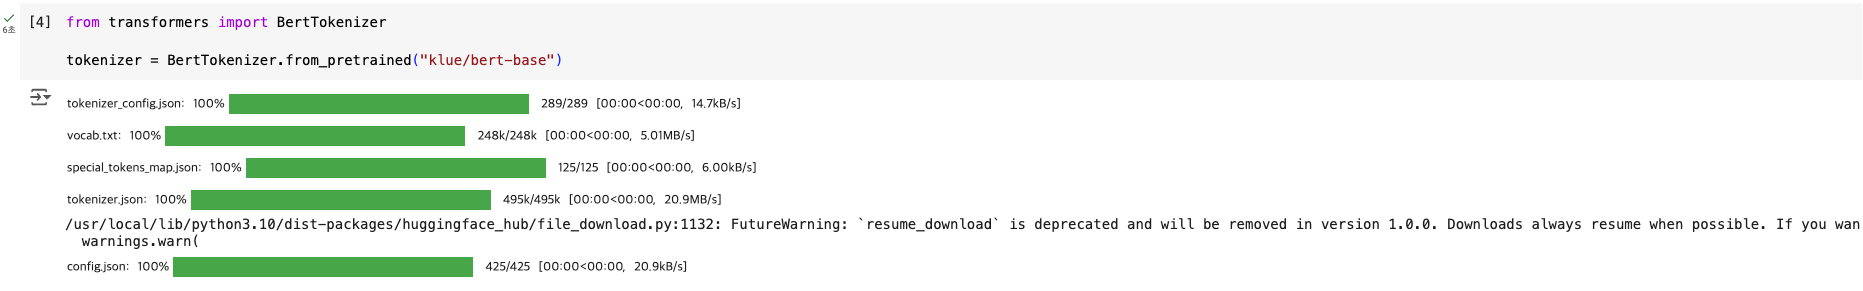 [4] from transformers import BertTokenizer
6초
tokenizer = BertTokenizer.from_pretrained("klue/bert-base")
tokenizer_config.json: 100% 289/289 [00:00<00:00, 14.7kB/s]
vocab.txt: 100% 248k/248k [00:00<00:00, 5.01MB/s]
special_tokens_map.json: 100% 125/125 [00:00<00:00, 6.00kB/s]
tokenizer.json: 100% 495k/495k [00:00<00:00, 20.9MB/s]
/usr/local/lib/python3.10/dist-packages/huggingface_hub/file_download.py:1132: FutureWarning: `resume_download` is deprecated and will be removed in version 1.0.0. Downloads always resume when possible. If you wan
warnings.warn(
config.json: 100% 425/425 [00:00<00:00, 20.9kB/s]